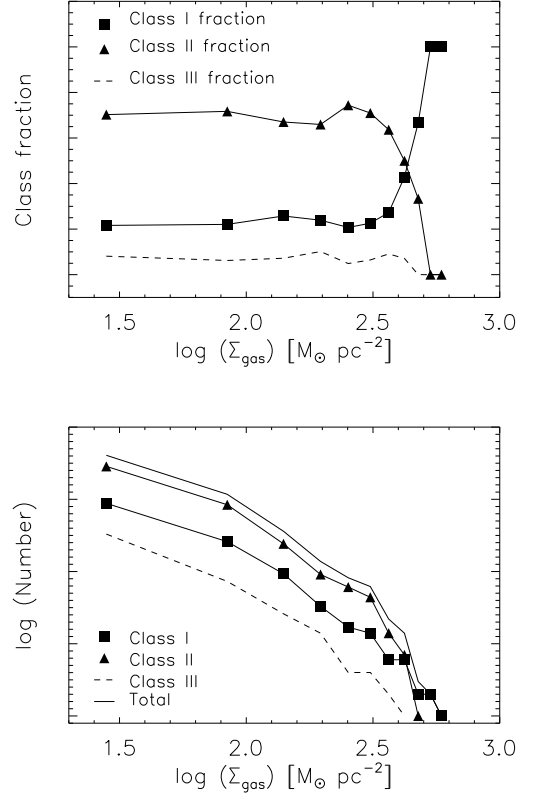 Class I fraction
Class II fraction
Class III fraction
Class fraction
1.5 2.0 2.5 3.0
log (Σgas) [M⊙ pc−2]
log (Number)
Class I
Class II
Class III
Total
1.5 2.0 2.5 3.0
log (Σgas) [M⊙ pc−2]